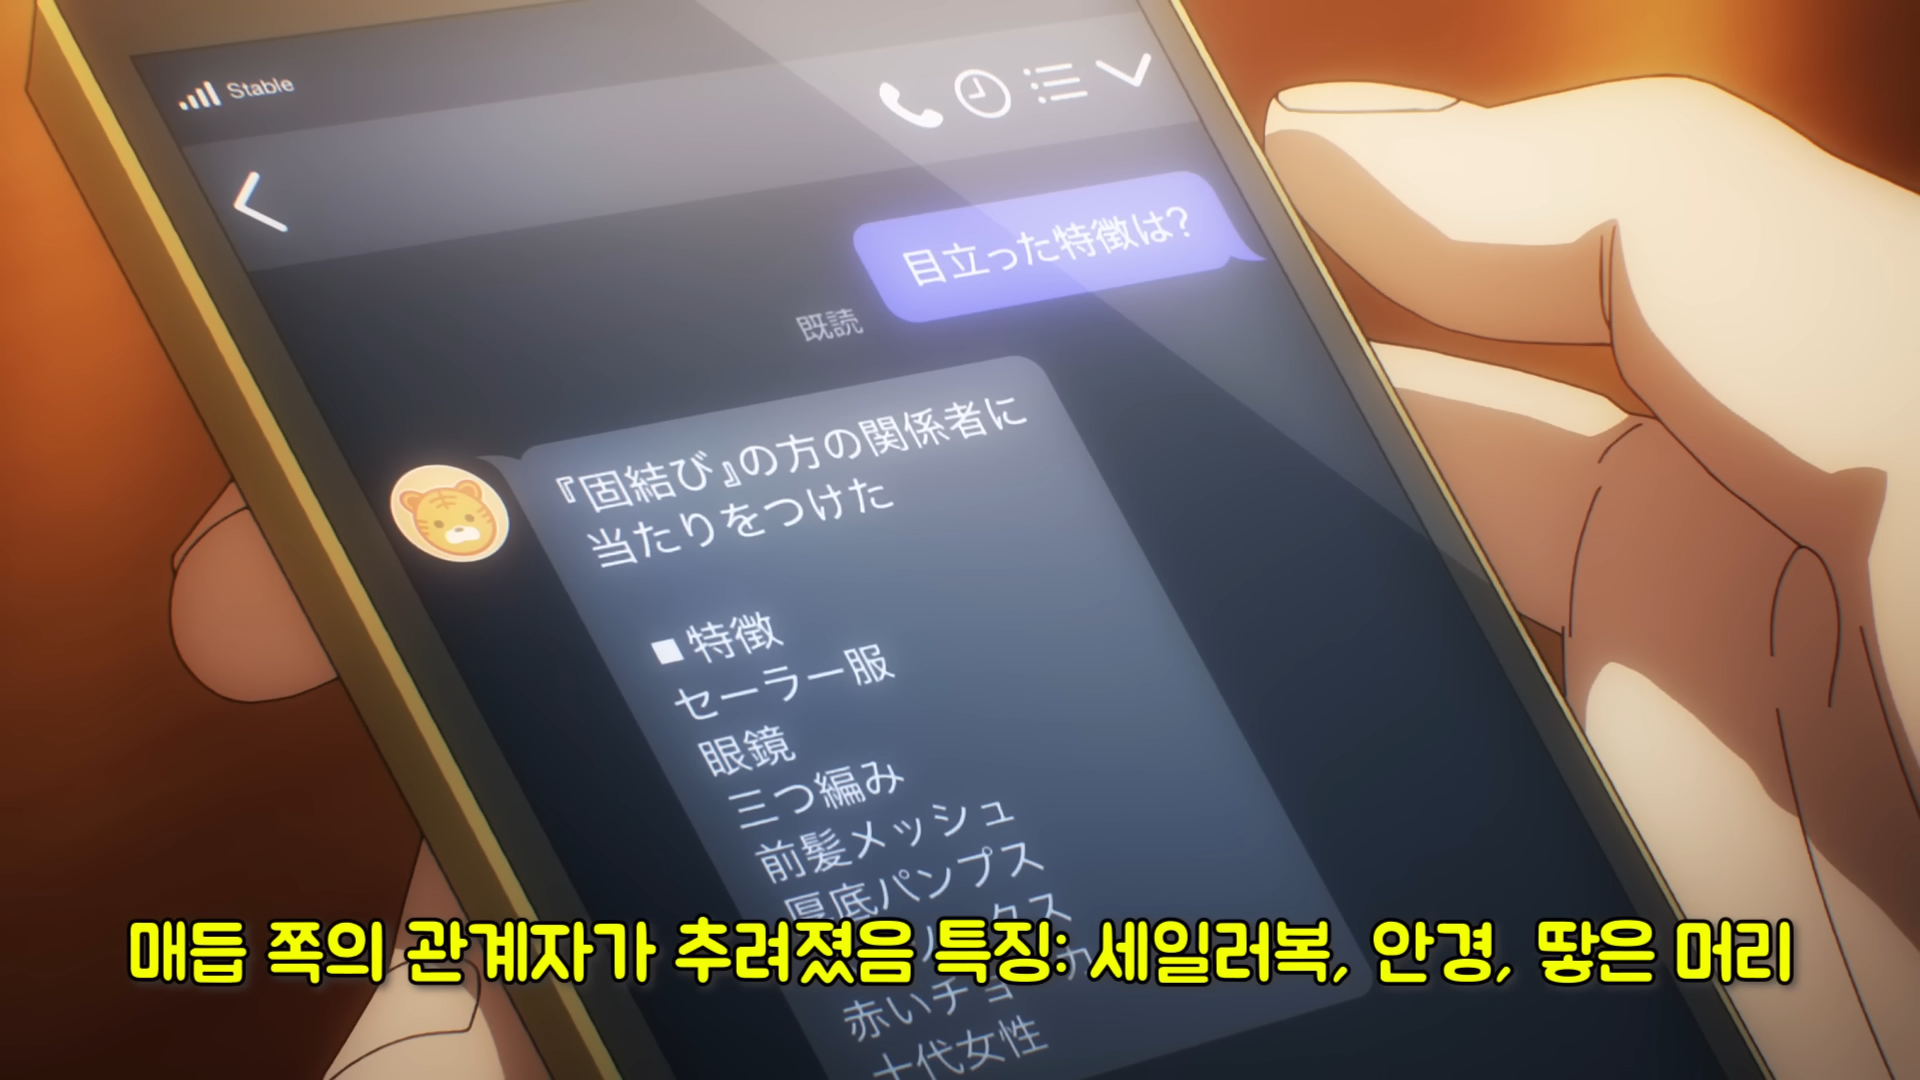 Stable
目立った特徴は?
既読
『固結び』の方の関係者に
当たりをつけた
■特徴
セーラー服
眼鏡
三つ編み
前髪メッシュ
厚底パンプス
매듭 쪽의 관계자가 추려졌음 특징: 세일러복, 안경, 땋은 머리
赤いチョーカー
十代女性